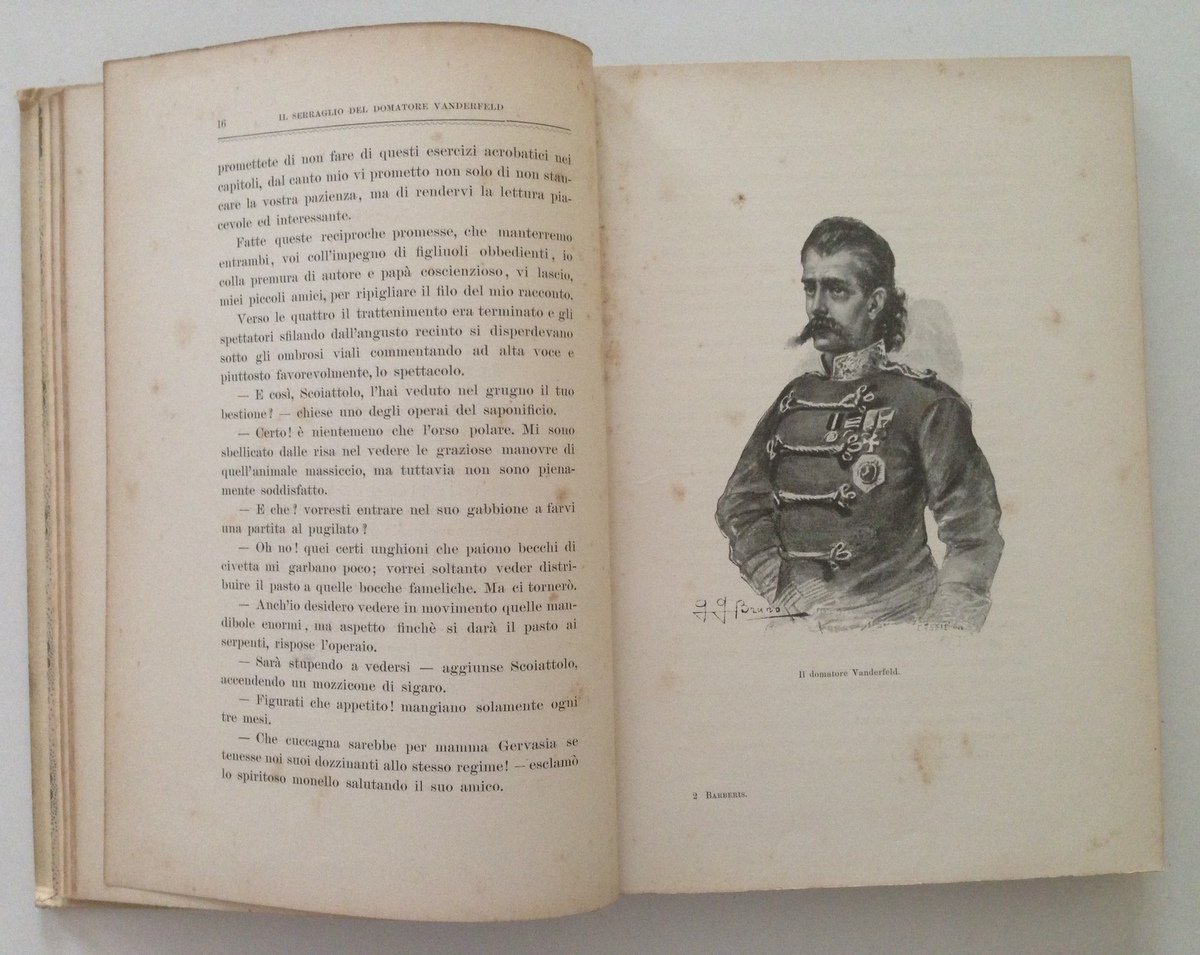 16
IL SERRAGLIO DEL DOMATORE VANDERFELD
promettete di non fare di questi esercizi acrobatici nei
capitoli, dal canto mio vi prometto non solo di non stan-
care la vostra pazienza, ma di rendervi la lettura pia-
cevole ed interessante.
Fatte queste reciproche promesse, che manterremo
entrambi, voi coll'impegno di figliuoli obbedienti, io
colla premura di autore e papà coscienzioso, vi lascio,
miei piccoli amici, per ripigliare il filo del mio racconto.
Verso le quattro il trattenimento era terminato e gli
spettatori sfilando dall'angusto recinto si disperdevano
sotto gli ombrosi viali commentando ad alta voce e
piuttosto favorevolmente, lo spettacolo.
— E così, Scoiattolo, l'hai veduto nel grugno il tuo
bestione? — chiese uno degli operai del saponificio.
— Certo! è nientemeno che l'orso polare. Mi sono
sbellicato dalle risa nel vedere le graziose manovre di
quell'animale massiccio, ma tuttavia non sono piena-
mente soddisfatto.
— E che? vorresti entrare nel suo gabbione a farvi
una partita al pugilato?
— Oh no! quei certi unghioni che paiono becchi di
civetta mi garbano poco; vorrei soltanto veder distri-
buire il pasto a quelle bocche fameliche. Ma ci tornerò.
— Anch'io desidero vedere in movimento quelle man-
dibole enormi, ma aspetto finchè si darà il pasto ai
serpenti, rispose l'operaio.
— Sarà stupendo a vedersi — aggiunse Scoiattolo,
accendendo un mozzicone di sigaro.
— Figurati che appetito! mangiano solamente ogni
tre mesi.
— Che cuccagna sarebbe per mamma Gervasia se
tenesse noi suoi dozzinanti allo stesso regime! — esclamò
lo spiritoso monello salutando il suo amico.
G G Bruno
Il domatore Vanderfeld.
2 BARBERIS.